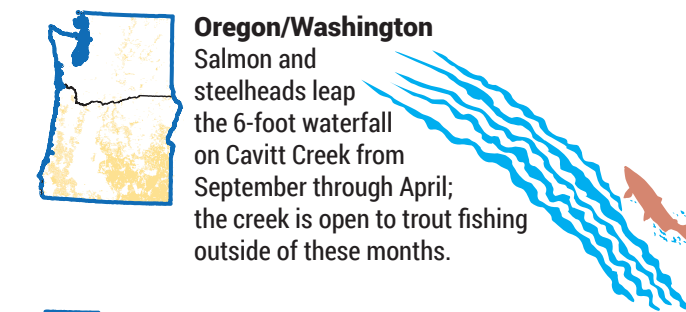 Oregon/Washington
Salmon and
steelheads leap
the 6-foot waterfall
on Cavitt Creek from
September through April;
the creek is open to trout fishing
outside of these months.